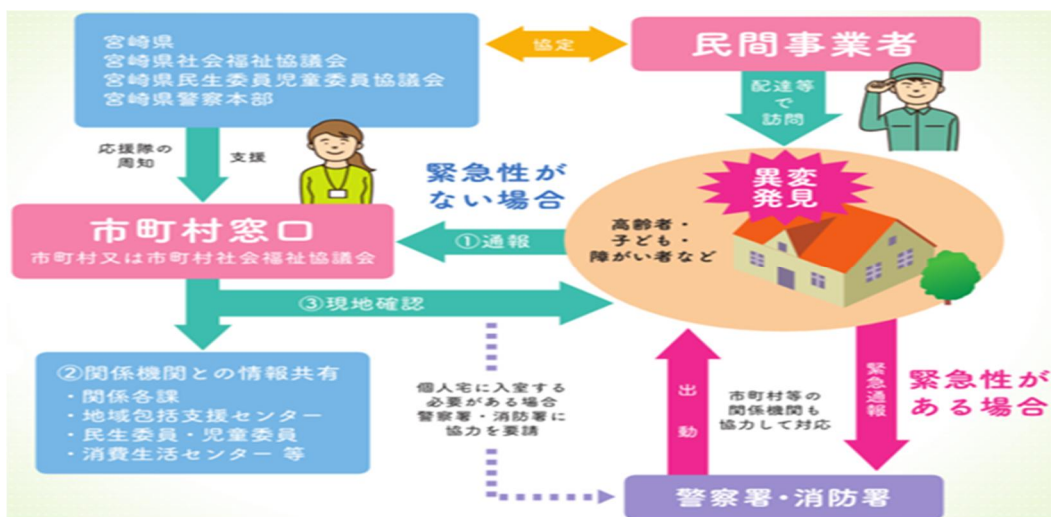 宮崎県
宮崎県社会福祉協議会
宮崎県民生委員児童委員協議会
宮崎県警察本部
協定
民間事業者
配達等
で
訪問
応援隊の
周知
支援
緊急性が
ない場合
異変
発見
高齢者・
子ども・
障がい者など
市町村窓口
市町村又は市町村社会福祉協議会
①通報
③現地確認
②関係機関との情報共有
・関係各課
・地域包括支援センター
・民生委員・児童委員
・消費生活センター 等
個人宅に入室する
必要がある場合
警察署・消防署に
協力を要請
出動
市町村等の
関係機関も
協力して対応
緊急通報
緊急性が
ある場合
警察署・消防署